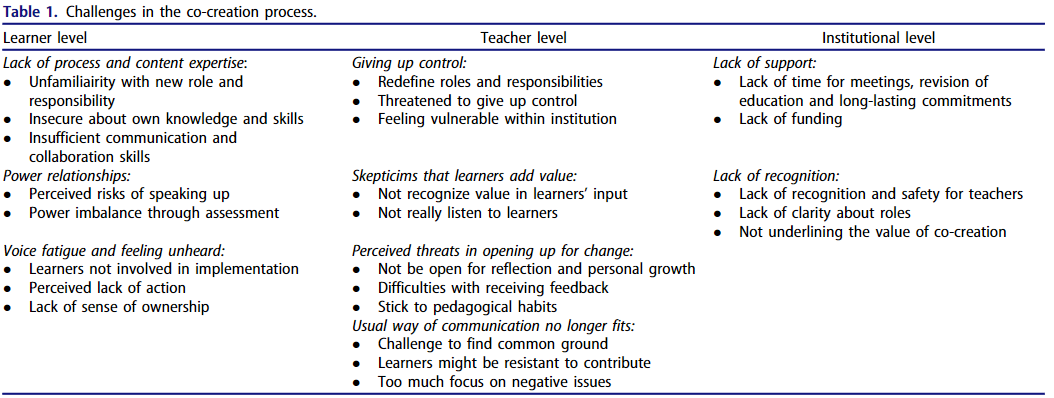 Table 1. Challenges in the co-creation process.
Learner level
Teacher level
Institutional level
Lack of process and content expertise:
● Unfamiliairity with new role and
responsibility
● Insecure about own knowledge and skills
● Insufficient communication and
collaboration skills
Giving up control:
● Redefine roles and responsibilities
● Threatened to give up control
● Feeling vulnerable within institution
Lack of support:
● Lack of time for meetings, revision of
education and long-lasting commitments
● Lack of funding
Power relationships:
● Perceived risks of speaking up
● Power imbalance through assessment
Skepticims that learners add value:
● Not recognize value in learners' input
● Not really listen to learners
Lack of recognition:
● Lack of recognition and safety for teachers
● Lack of clarity about roles
● Not underlining the value of co-creation
Voice fatigue and feeling unheard:
● Learners not involved in implementation
● Perceived lack of action
● Lack of sense of ownership
Perceived threats in opening up for change:
● Not be open for reflection and personal growth
● Difficulties with receiving feedback
● Stick to pedagogical habits
Usual way of communication no longer fits:
● Challenge to find common ground
● Learners might be resistant to contribute
● Too much focus on negative issues